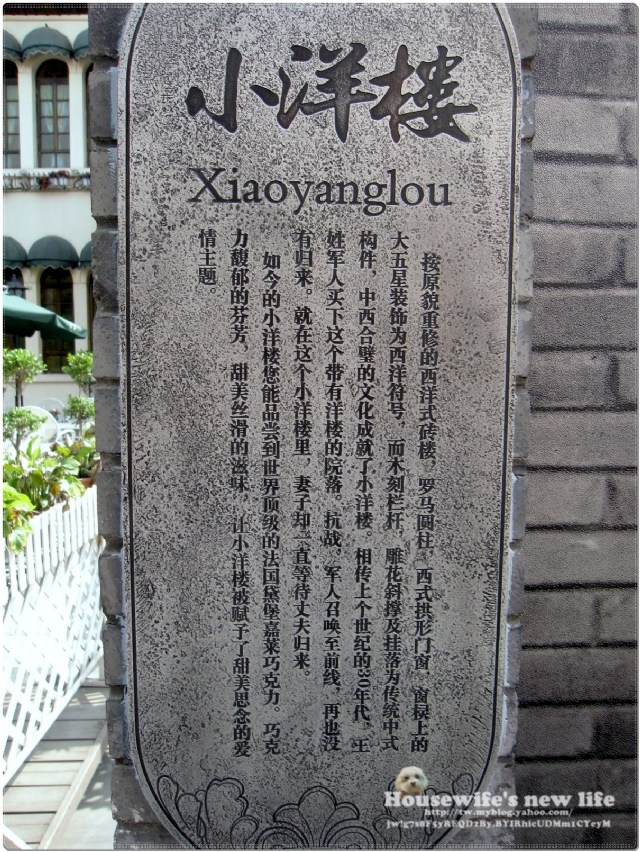 小洋楼
Xiaoyanglou
按原貌重修的西洋式砖楼，罗马圆柱，西式拱形门窗，窗棂上的
大五星装饰为西洋符号，而木刻栏杆，雕花斜撑及挂落为传统中式
构件，中西合璧的文化成就了小洋楼。相传上个世纪的30年代，王
姓军人买下这个带有洋楼的院落。抗战，军人召唤至前线，再也没
有归来。就在这个小洋楼里，妻子却一直等待丈夫归来。
如今的小洋楼您能品尝到世界顶级的法国黛堡嘉莱巧克力。巧克
力馥郁的芬芳，甜美丝滑的滋味，让小洋楼被赋予了甜美思念的爱
情主题。
Housewife's new life
http://tw.myblog.yahoo.com/